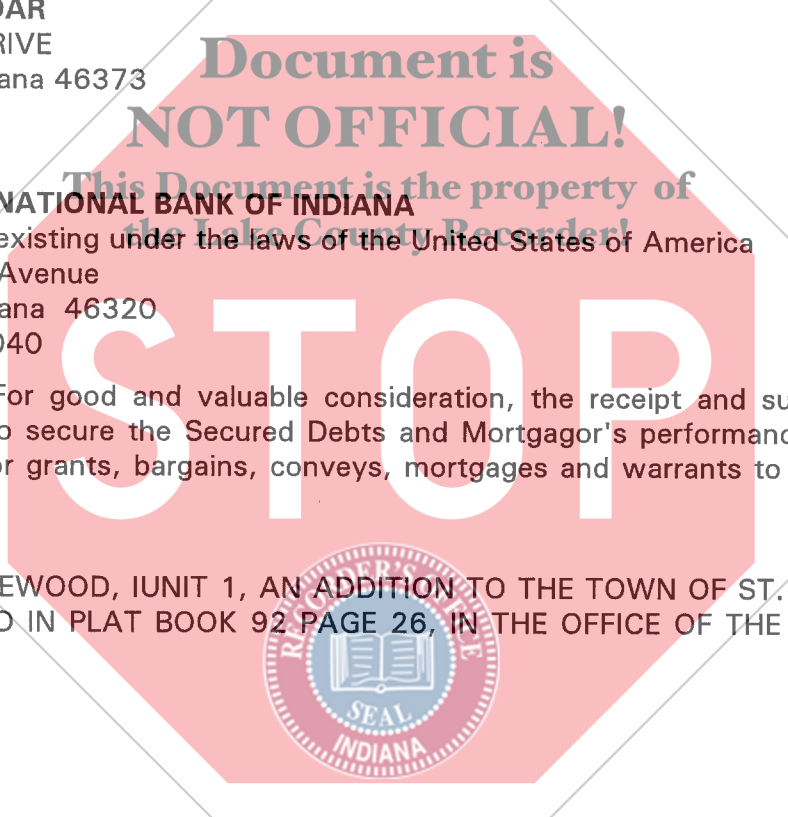 DAR
RIVE
ana 46373
Document is
NOT OFFICIAL!
This Document is the property of
the Lake County Recorder!
NATIONAL BANK OF INDIANA
existing under the laws of the United States of America
Avenue
ana 46320
040
STOP
For good and valuable consideration, the receipt and su
o secure the Secured Debts and Mortgagor's performanc
or grants, bargains, conveys, mortgages and warrants to
EWOOD, IUNIT 1, AN ADDITION TO THE TOWN OF ST.
D IN PLAT BOOK 92 PAGE 26, IN THE OFFICE OF THE
RECORDER'S OFFICE
SEAL
INDIANA